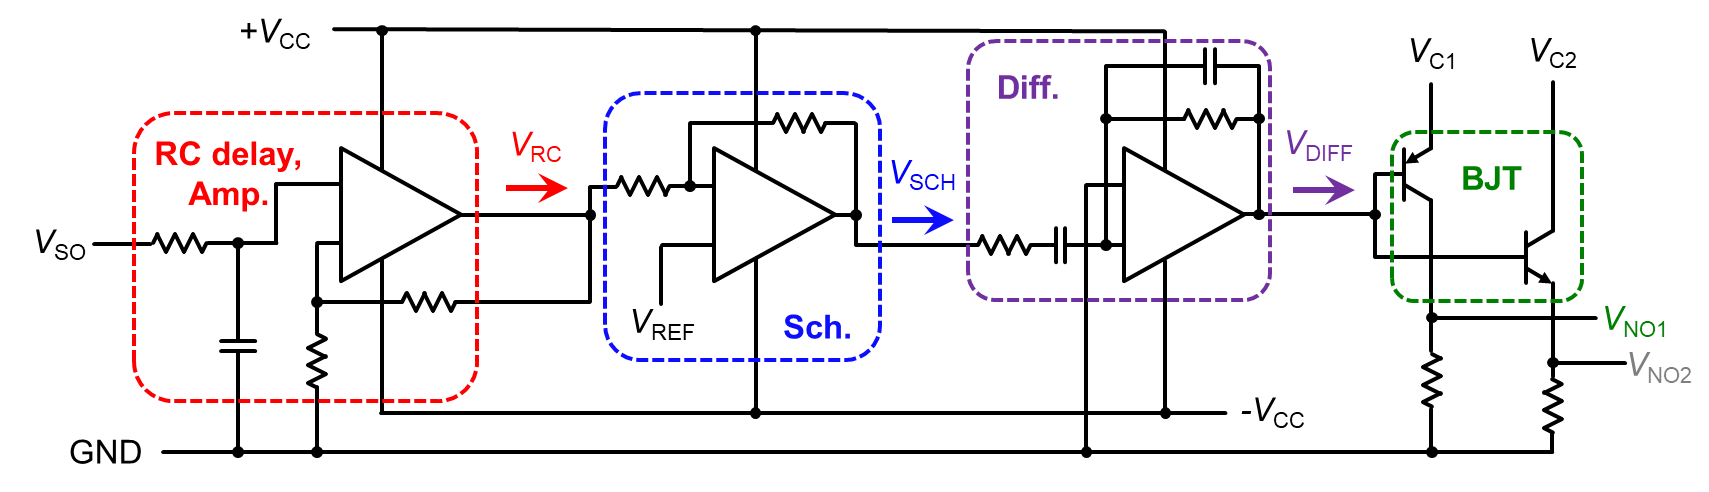 +VCC
VC1
VC2
Diff.
RC delay,
Amp.
VRC
VDIFF
VSCH
BJT
VSO
VREF
Sch.
VNO1
VNO2
-VCC
GND